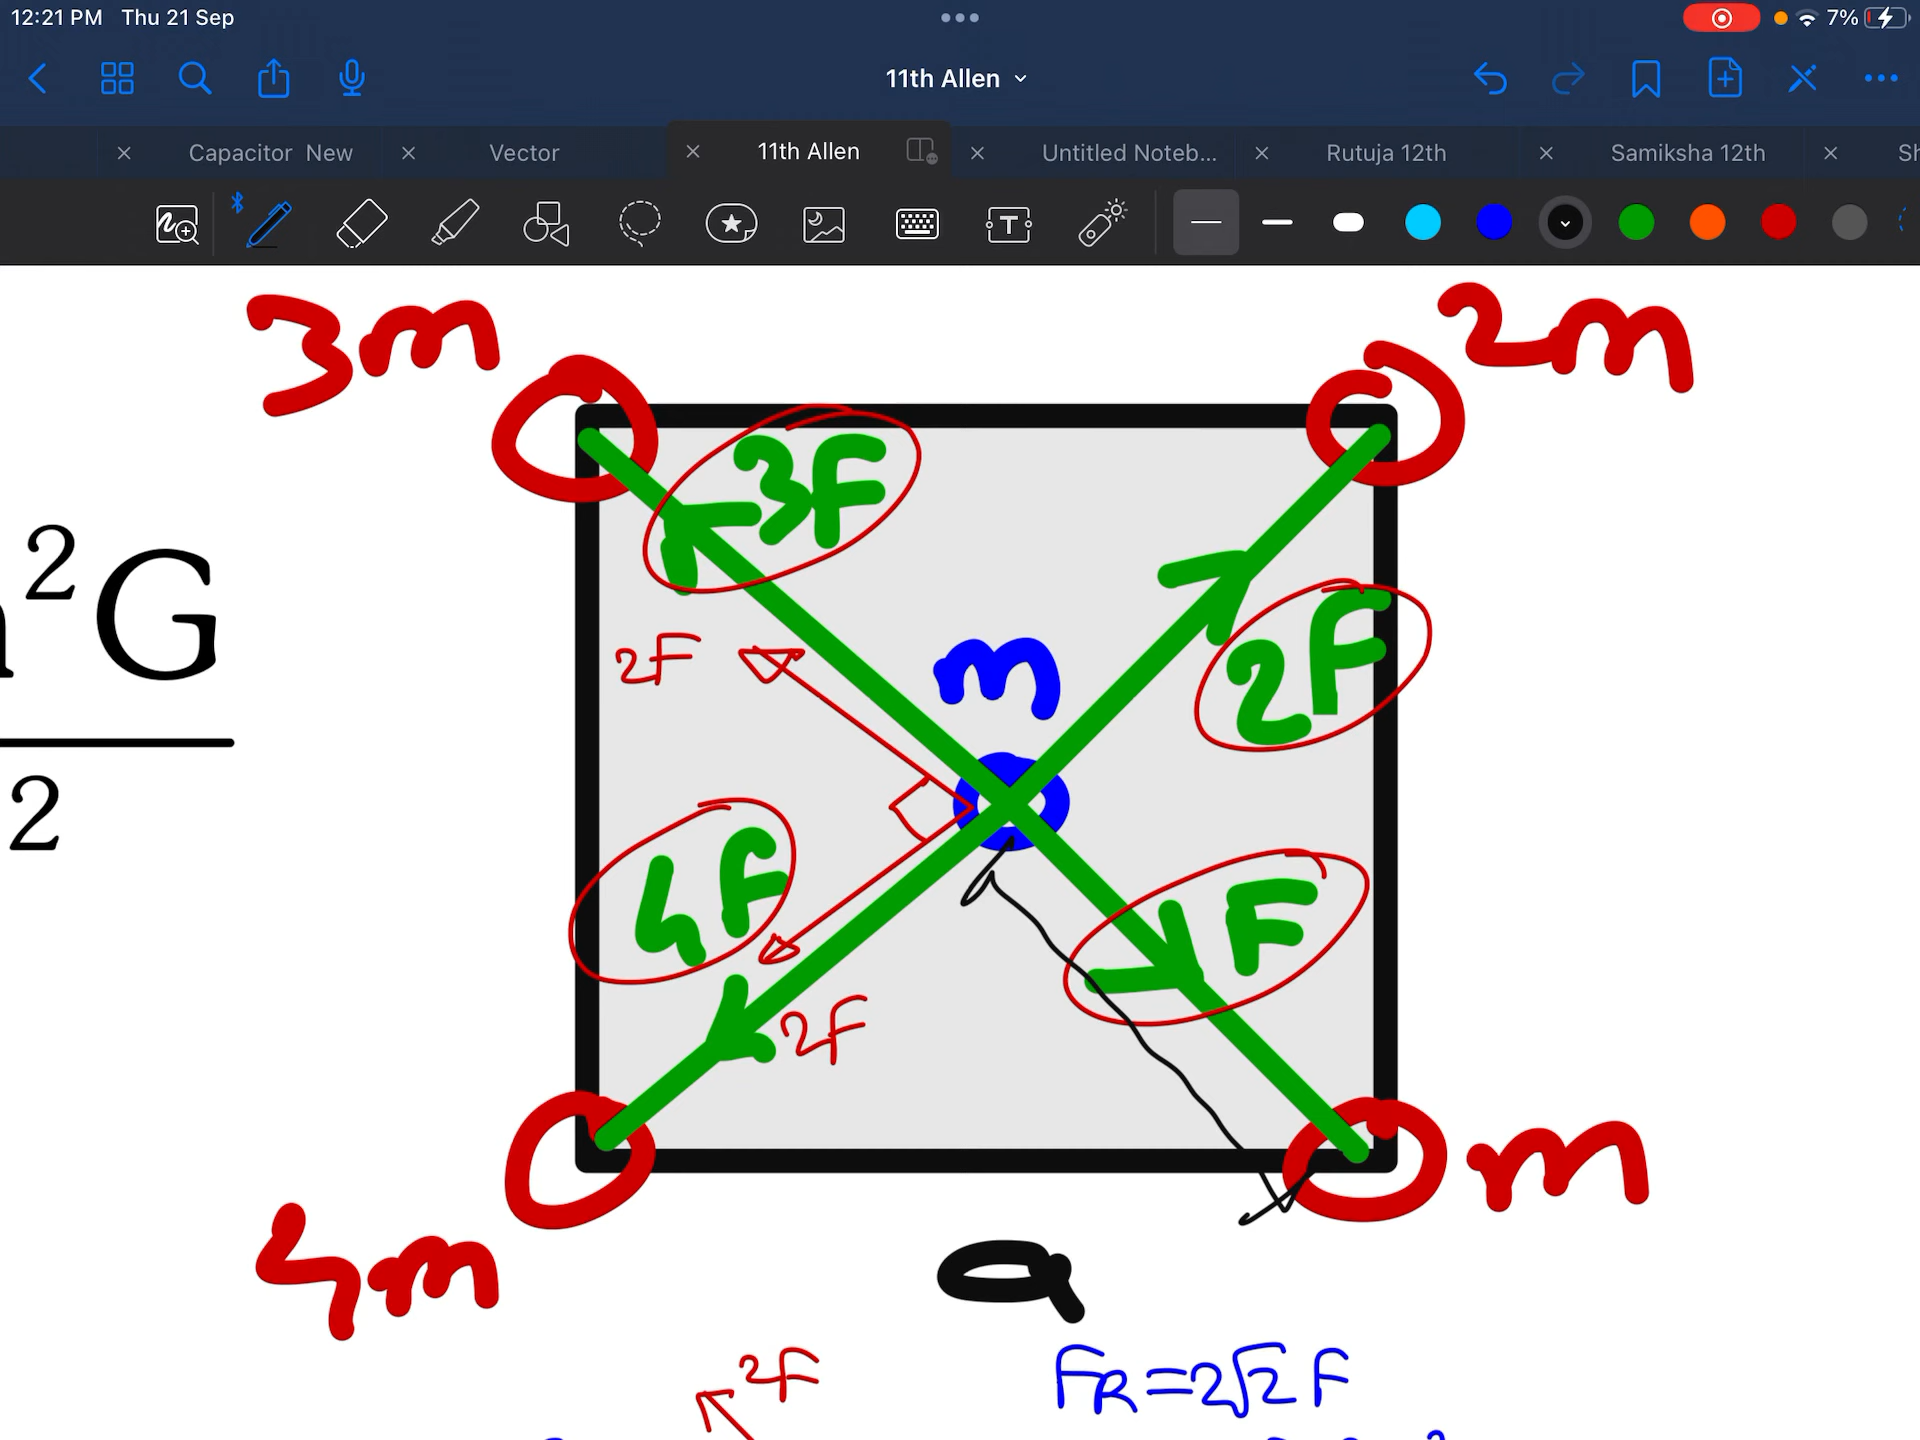 12:21 PM Thu 21 Sep
7%
11th Allen
Capacitor New
Vector
11th Allen
Untitled Noteb...
Rutuja 12th
Samiksha 12th
T
3m
2m
3F
2F
2F
m
2G
2
4F
F
2F
4m
m
a
2F
FR=2√2 F